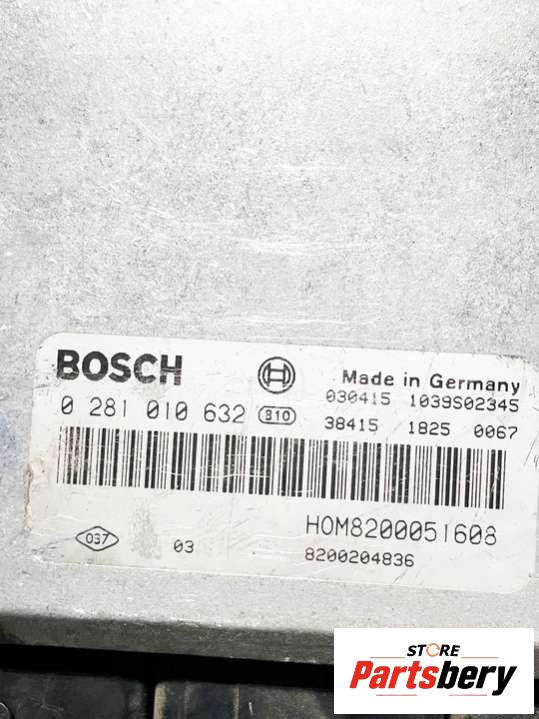 BOSCH
Made in Germany
030415 1039S02345
0 281 010 632 310
38415 1825 0067
HOM8200051608
037 03
8200204836
STORE
Partsbery